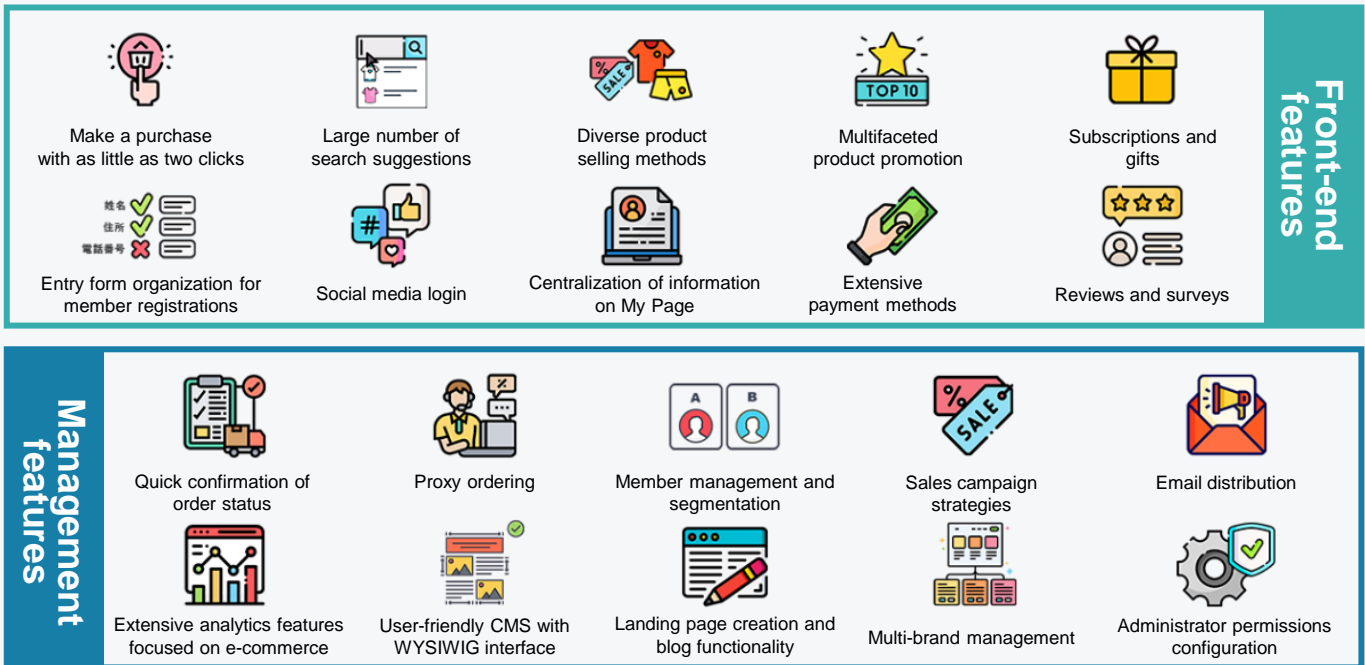 TOP 10
SALE
%
Make a purchase
with as little as two clicks
Large number of
search suggestions
Diverse product
selling methods
Multifaceted
product promotion
Subscriptions and
gifts
姓名
住所
電話番号
#
Entry form organization for
member registrations
Social media login
Centralization of information
on My Page
Extensive
payment methods
Reviews and surveys
Front-end
features
Management
features
A
B
%
SALE
%
Quick confirmation of
order status
Proxy ordering
Member management and
segmentation
Sales campaign
strategies
Email distribution
Extensive analytics features
focused on e-commerce
User-friendly CMS with
WYSIWIG interface
Landing page creation and
blog functionality
Multi-brand management
Administrator permissions
configuration